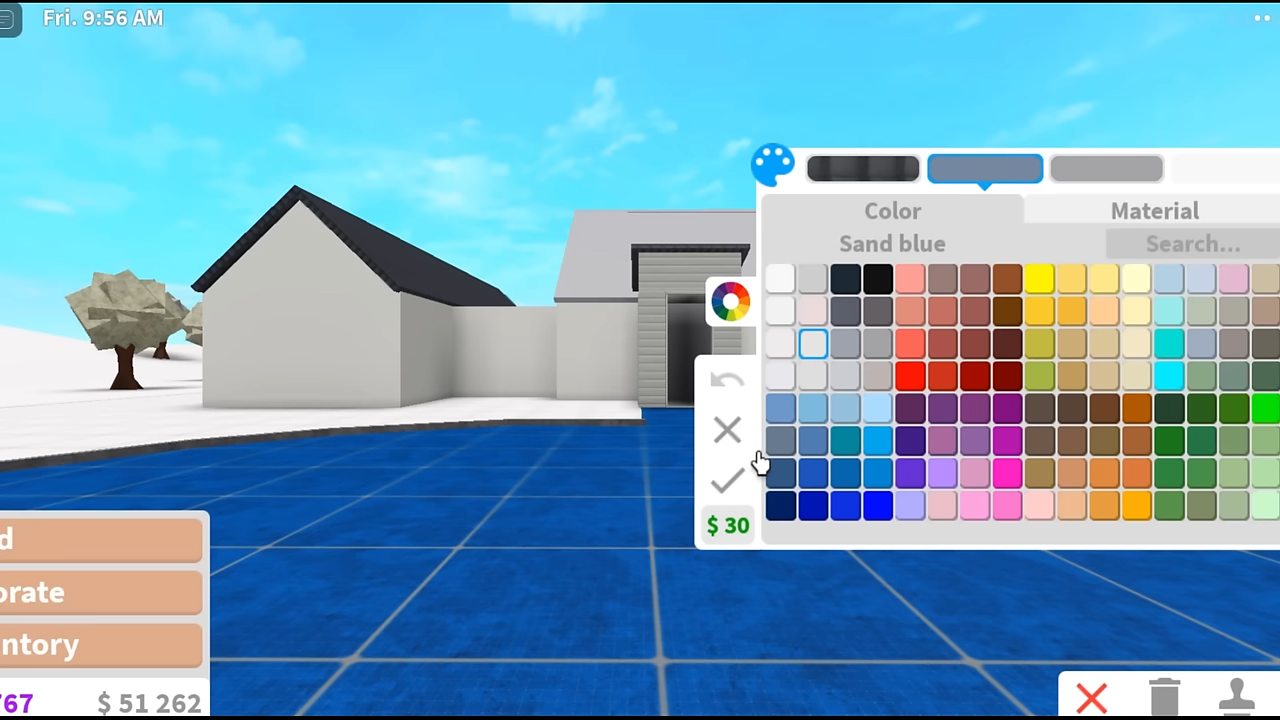 Fri. 9:56 AM
Color
Material
Sand blue
Search...
$ 30
d
orate
ntory
767
$ 51 262